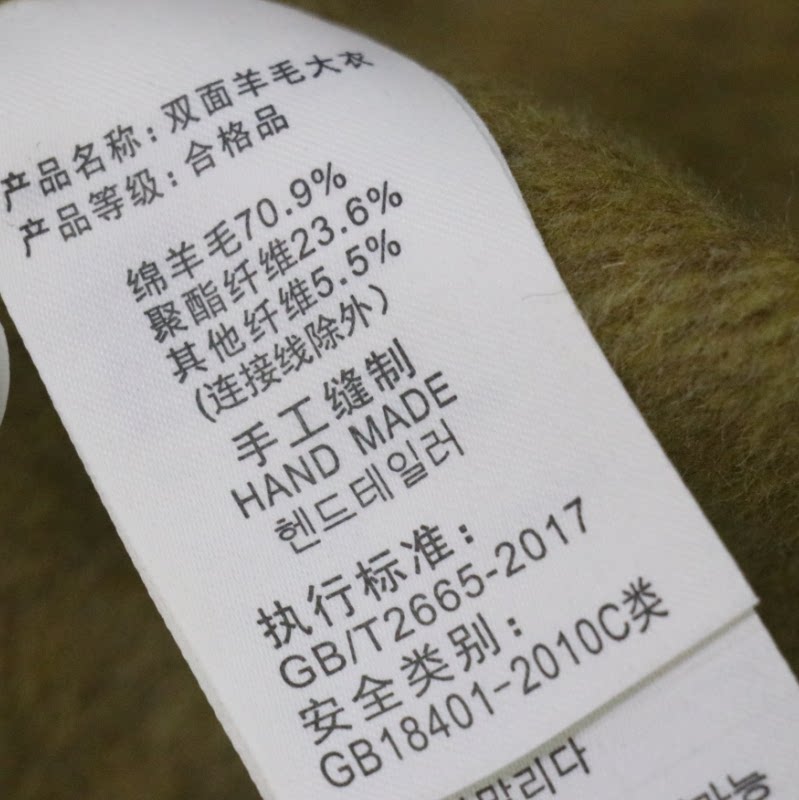 产品名称：双面羊毛大衣
产品等级：合格品
绵羊毛70.9%
聚酯纤维23.6%
其他纤维5.5%
(连接线除外)
手工缝制
HAND MADE
헨드테일러
执行标准：
GB/T2665-2017
安全类别：
GB18401-2010C类